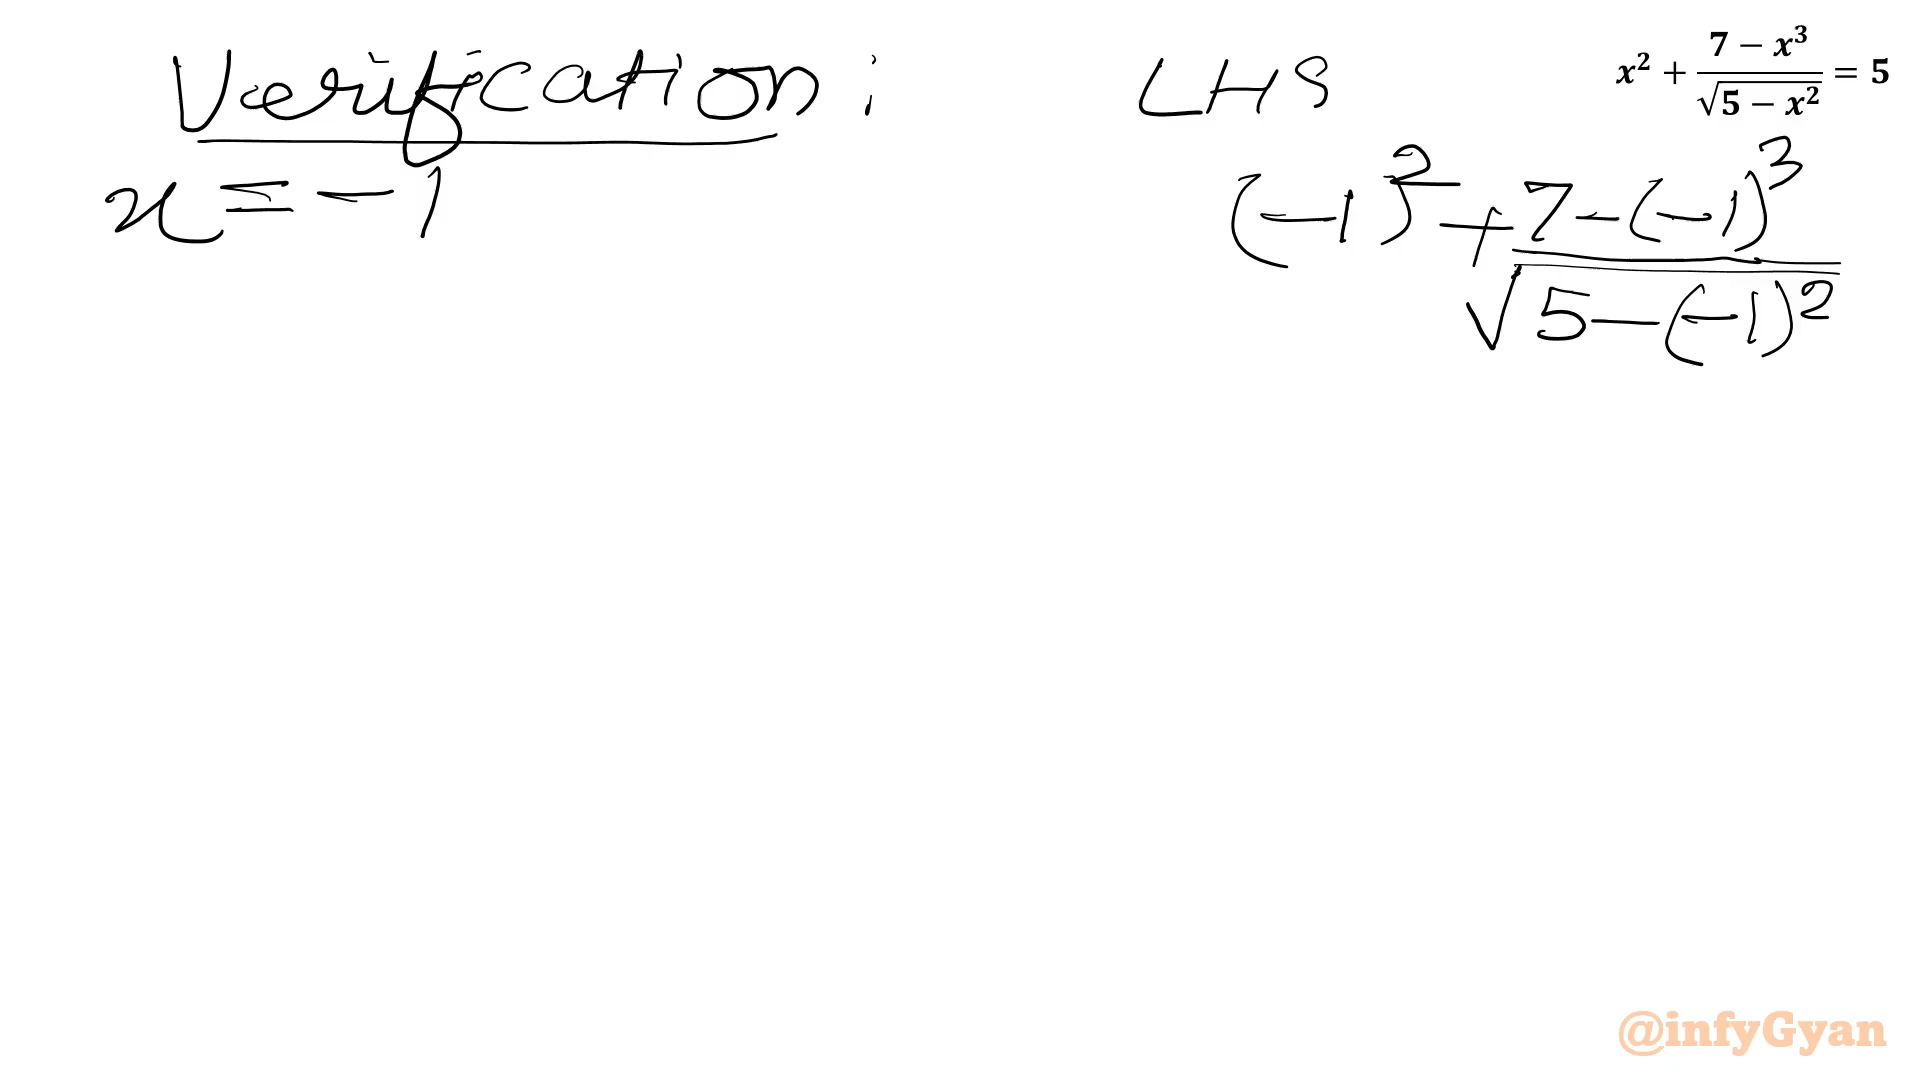 Verification :
LHS
x² + (7 − x³)/√(5 − x²) = 5
x = −1
(−1)² + (7 − (−1)³)/√(5 − (−1)²)
@infyGyan